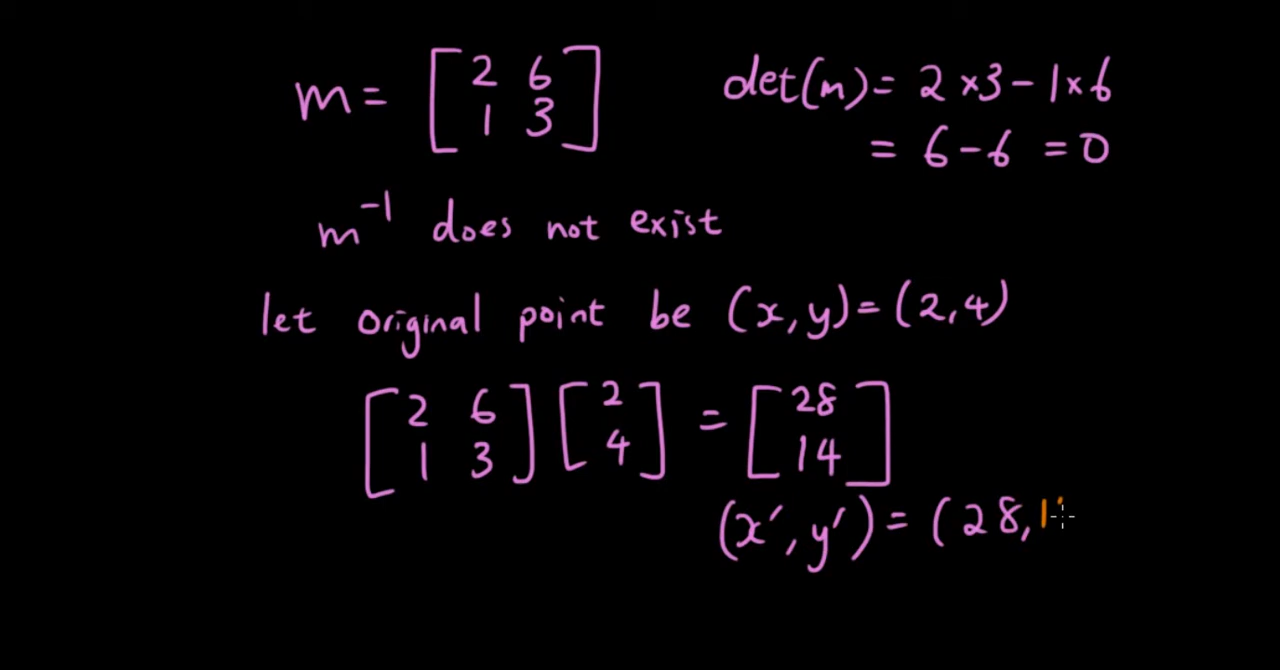 m = [2 6; 1 3] det(m) = 2 × 3 − 1 × 6
= 6 − 6 = 0
m⁻¹ does not exist
let original point be (x, y) = (2, 4)
[2 6; 1 3] [2; 4] = [28; 14]
(x′, y′) = (28, 1